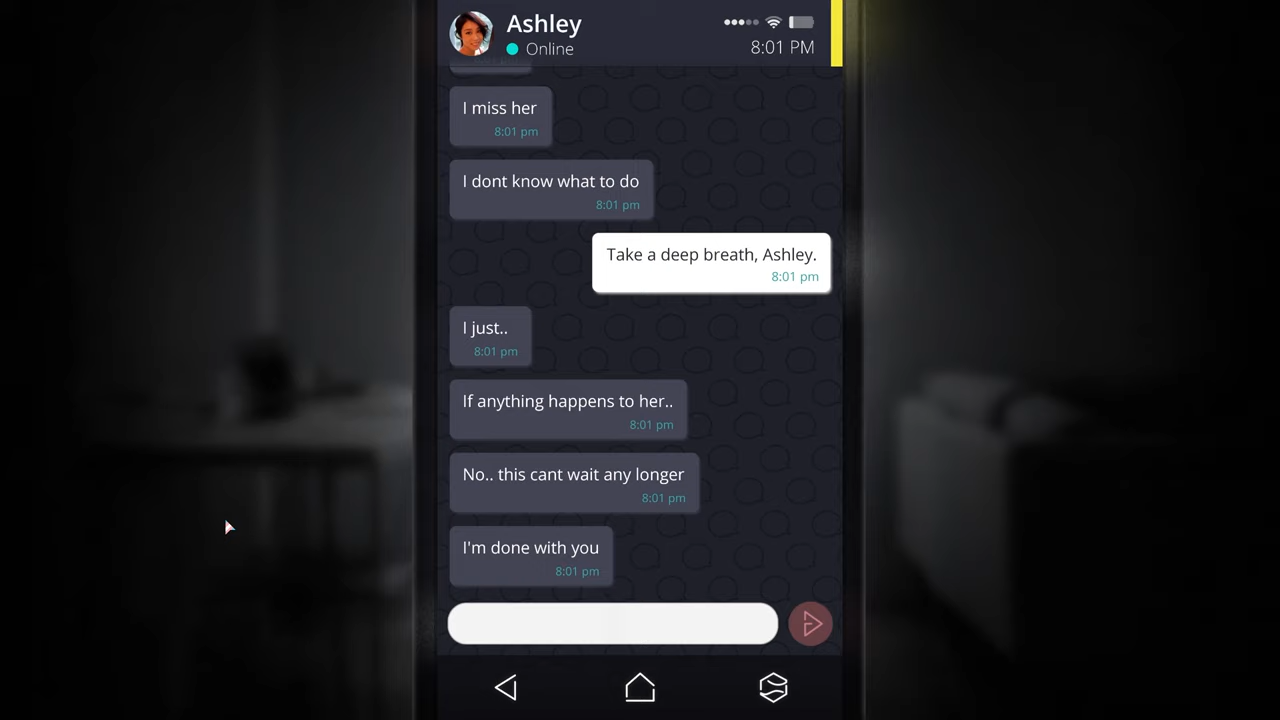 Ashley
Online
8:01 PM
I miss her
8:01 pm
I dont know what to do
8:01 pm
Take a deep breath, Ashley.
8:01 pm
I just..
8:01 pm
If anything happens to her..
8:01 pm
No.. this cant wait any longer
8:01 pm
I'm done with you
8:01 pm